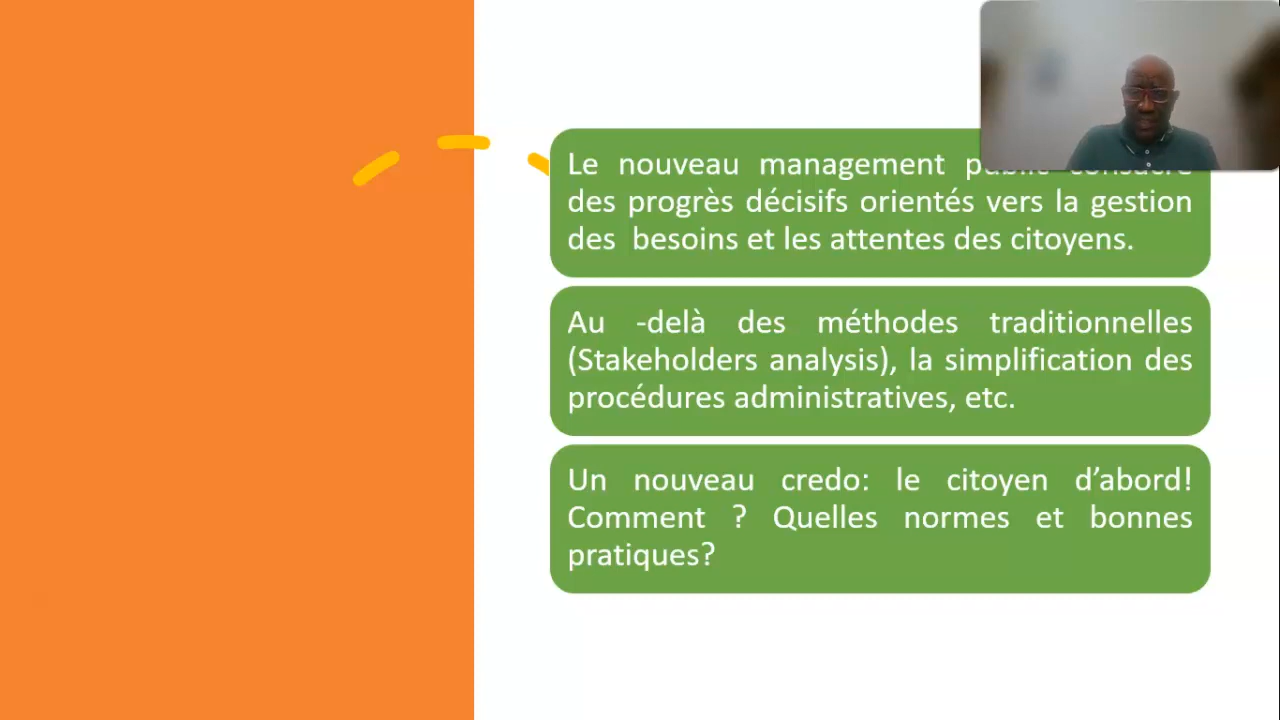 Le nouveau management
des progrès décisifs orientés vers la gestion
des besoins et les attentes des citoyens.
Au -delà des méthodes traditionnelles
(Stakeholders analysis), la simplification des
procédures administratives, etc.
Un nouveau credo: le citoyen d’abord!
Comment ? Quelles normes et bonnes
pratiques?